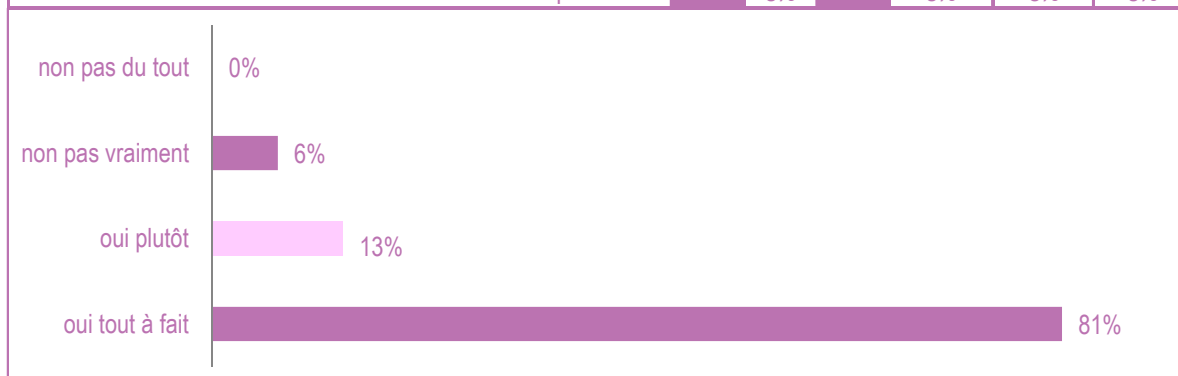 non pas du tout 0%
non pas vraiment 6%
oui plutôt 13%
oui tout à fait 81%